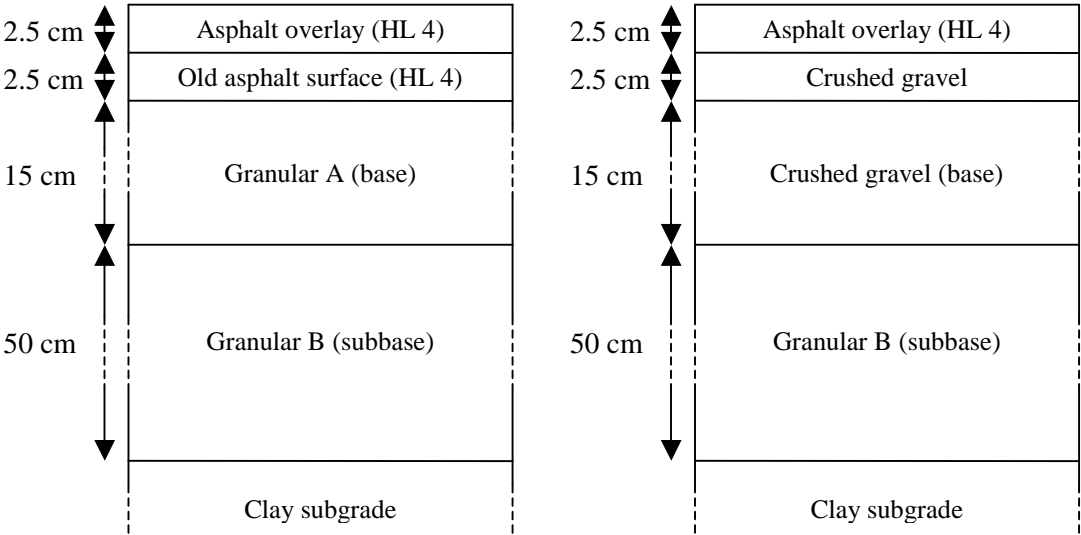 2.5 cm
Asphalt overlay (HL 4)
2.5 cm
Old asphalt surface (HL 4)
15 cm
Granular A (base)
50 cm
Granular B (subbase)
Clay subgrade
2.5 cm
Asphalt overlay (HL 4)
2.5 cm
Crushed gravel
15 cm
Crushed gravel (base)
50 cm
Granular B (subbase)
Clay subgrade